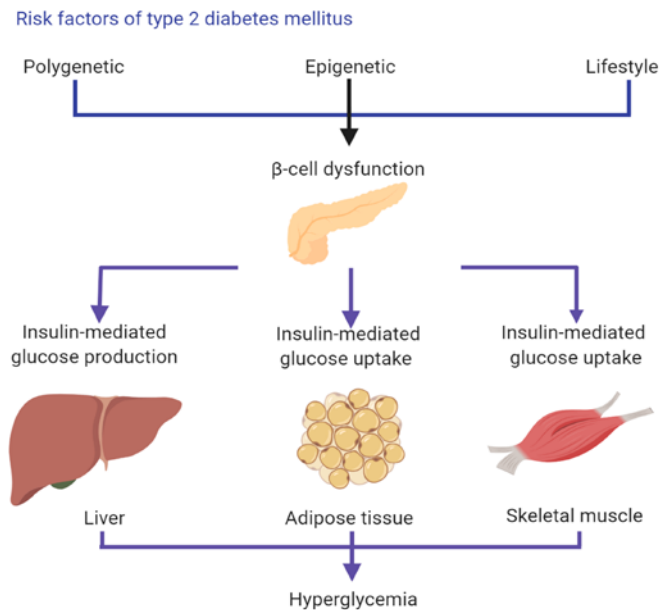 Risk factors of type 2 diabetes mellitus
Polygenetic
Epigenetic
Lifestyle
β-cell dysfunction
Insulin-mediated
glucose production
Insulin-mediated
glucose uptake
Insulin-mediated
glucose uptake
Liver
Adipose tissue
Skeletal muscle
Hyperglycemia